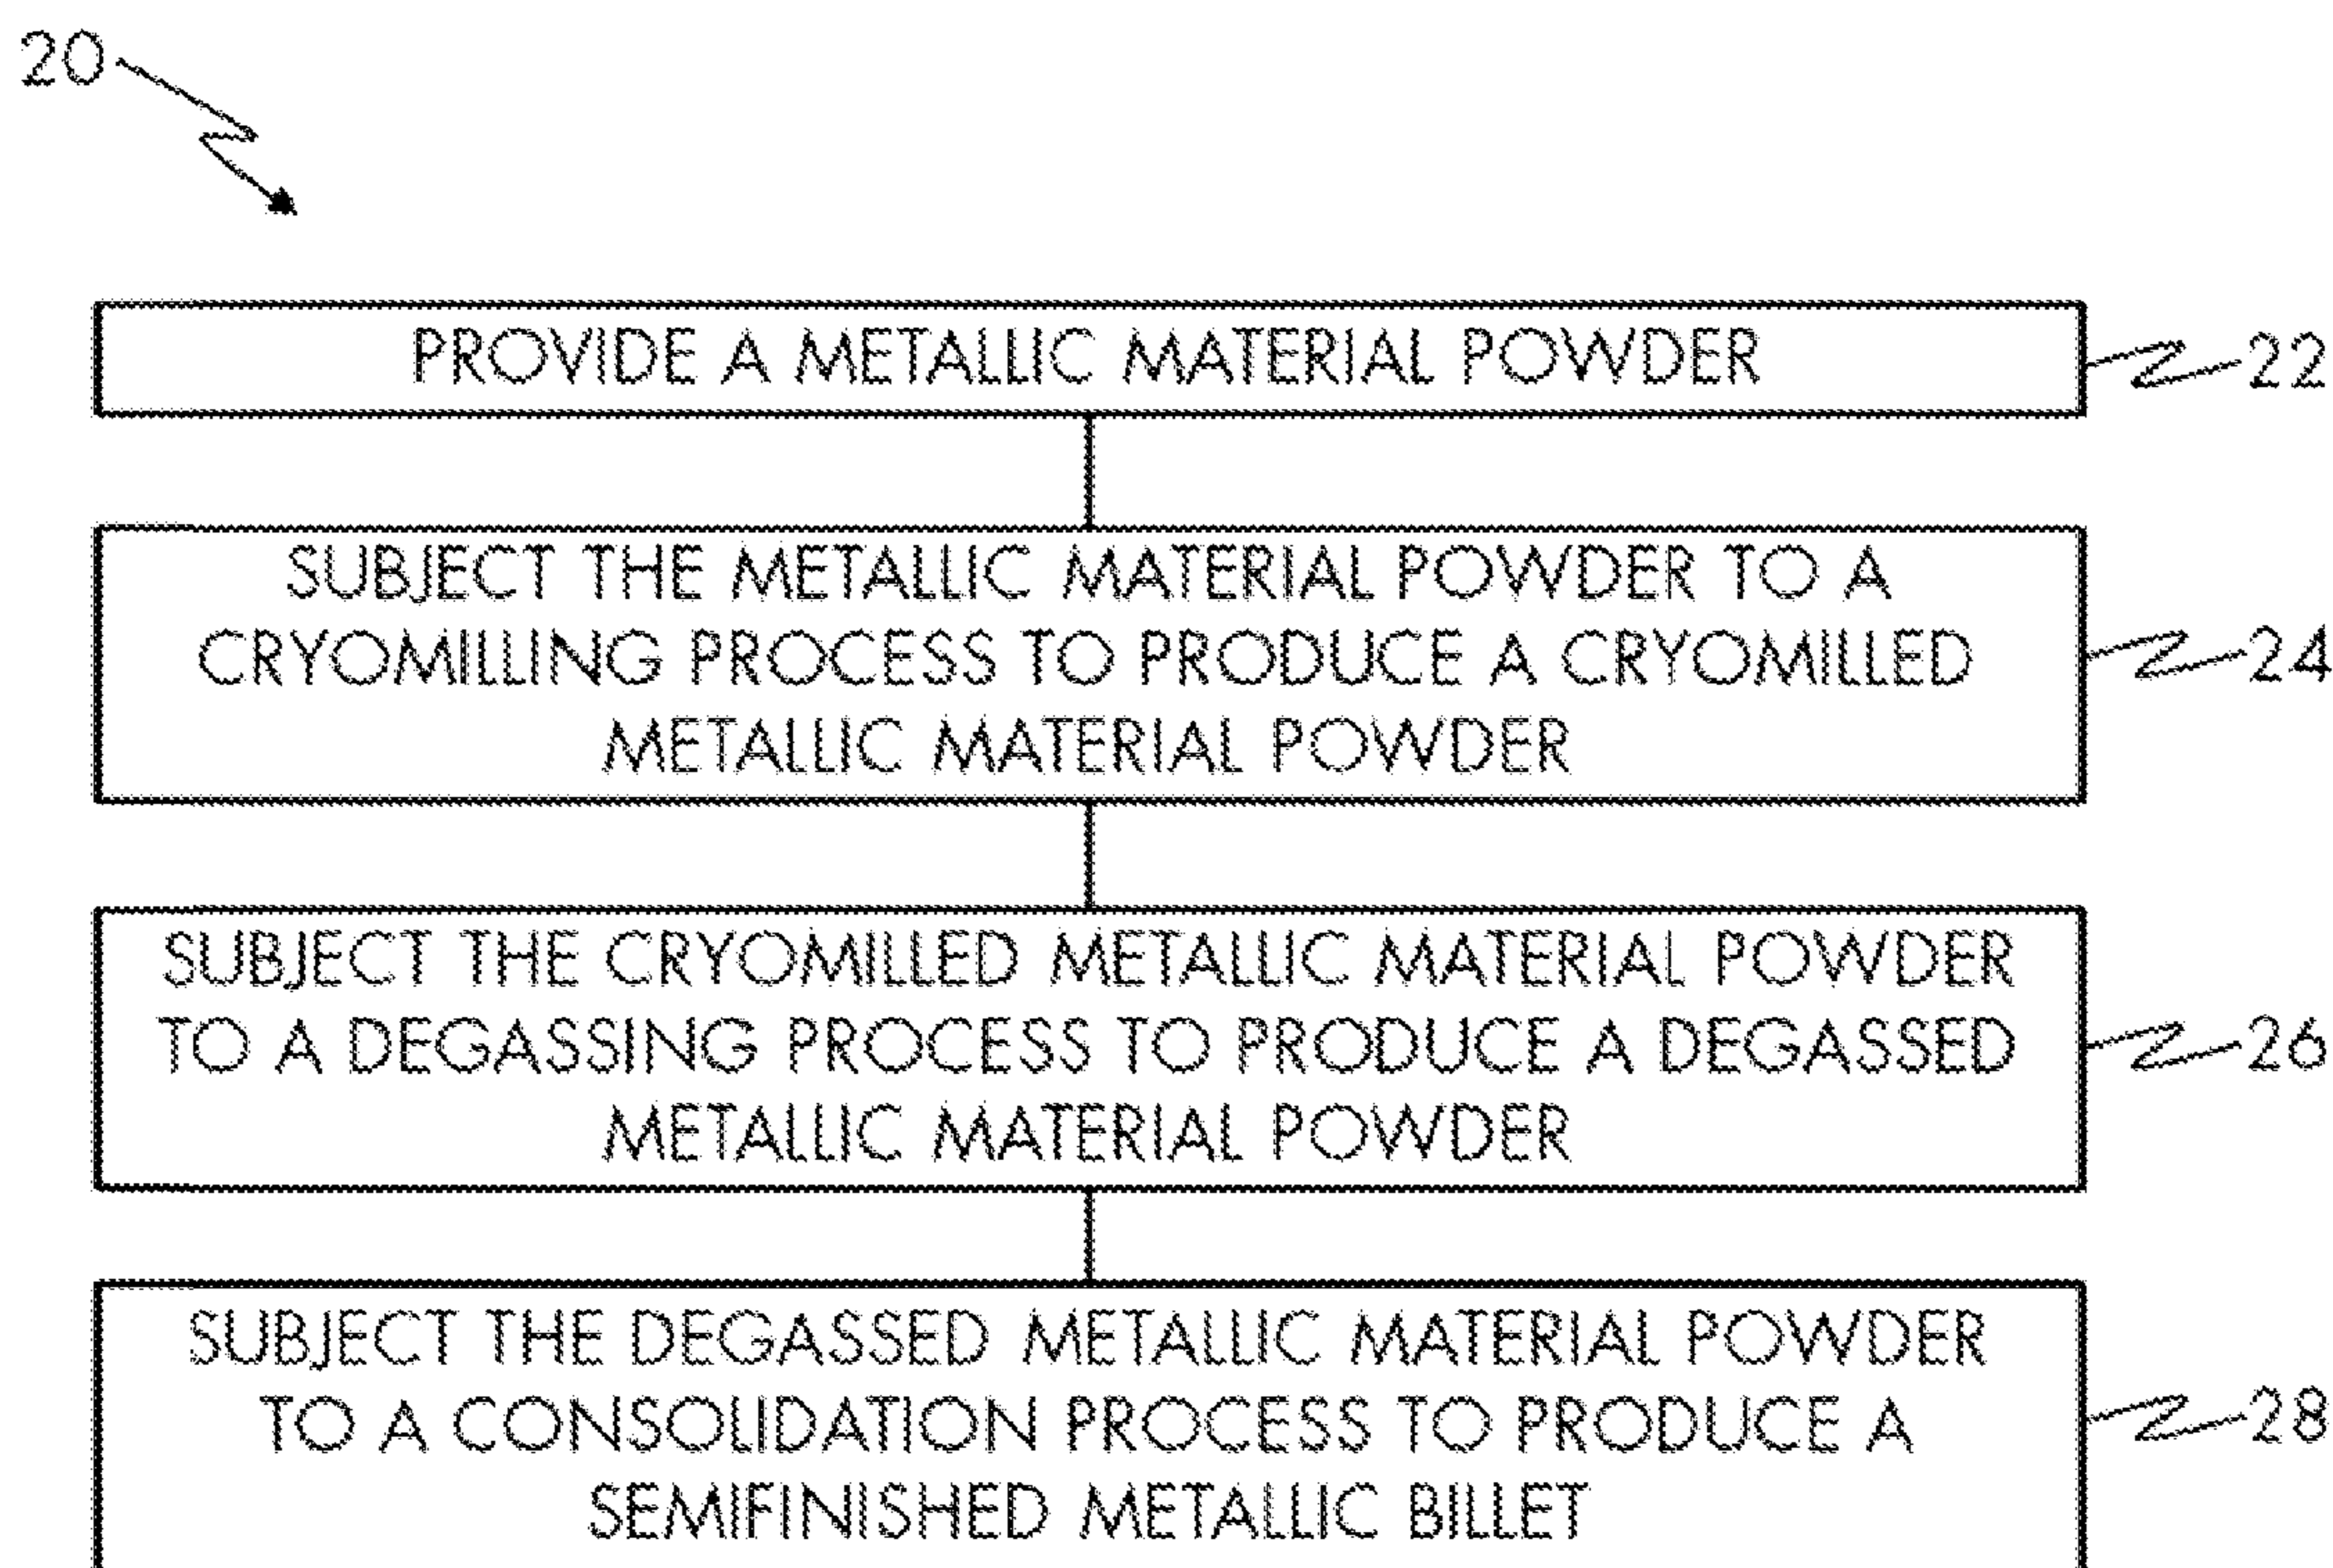 20
PROVIDE A METALLIC MATERIAL POWDER
22
SUBJECT THE METALLIC MATERIAL POWDER TO A
CRYOMILLING PROCESS TO PRODUCE A CRYOMILLED
METALLIC MATERIAL POWDER
24
SUBJECT THE CRYOMILLED METALLIC MATERIAL POWDER
TO A DEGASSING PROCESS TO PRODUCE A DEGASSED
METALLIC MATERIAL POWDER
26
SUBJECT THE DEGASSED METALLIC MATERIAL POWDER
TO A CONSOLIDATION PROCESS TO PRODUCE A
SEMIFINISHED METALLIC BILLET
28